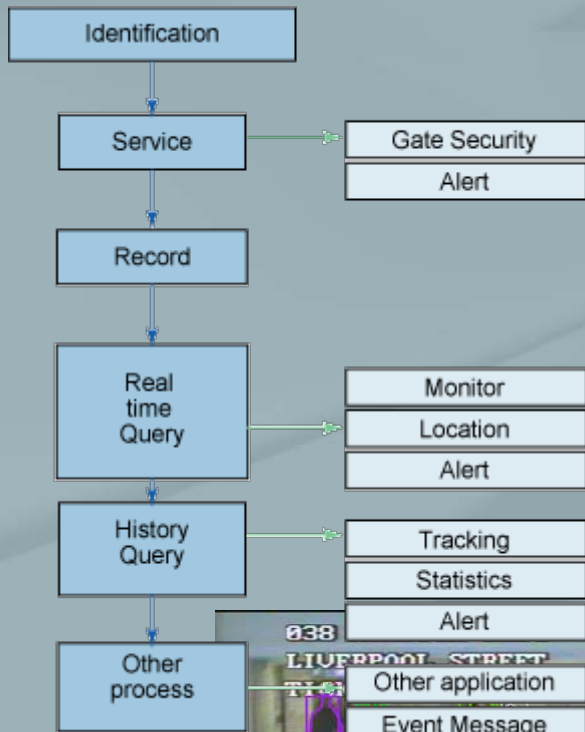 Identification
Service
Gate Security
Alert
Record
Real
time
Query
Monitor
Location
Alert
History
Query
Tracking
Statistics
Alert
038
LIVERPOOL STREET
Other
process
Other application
Event Message